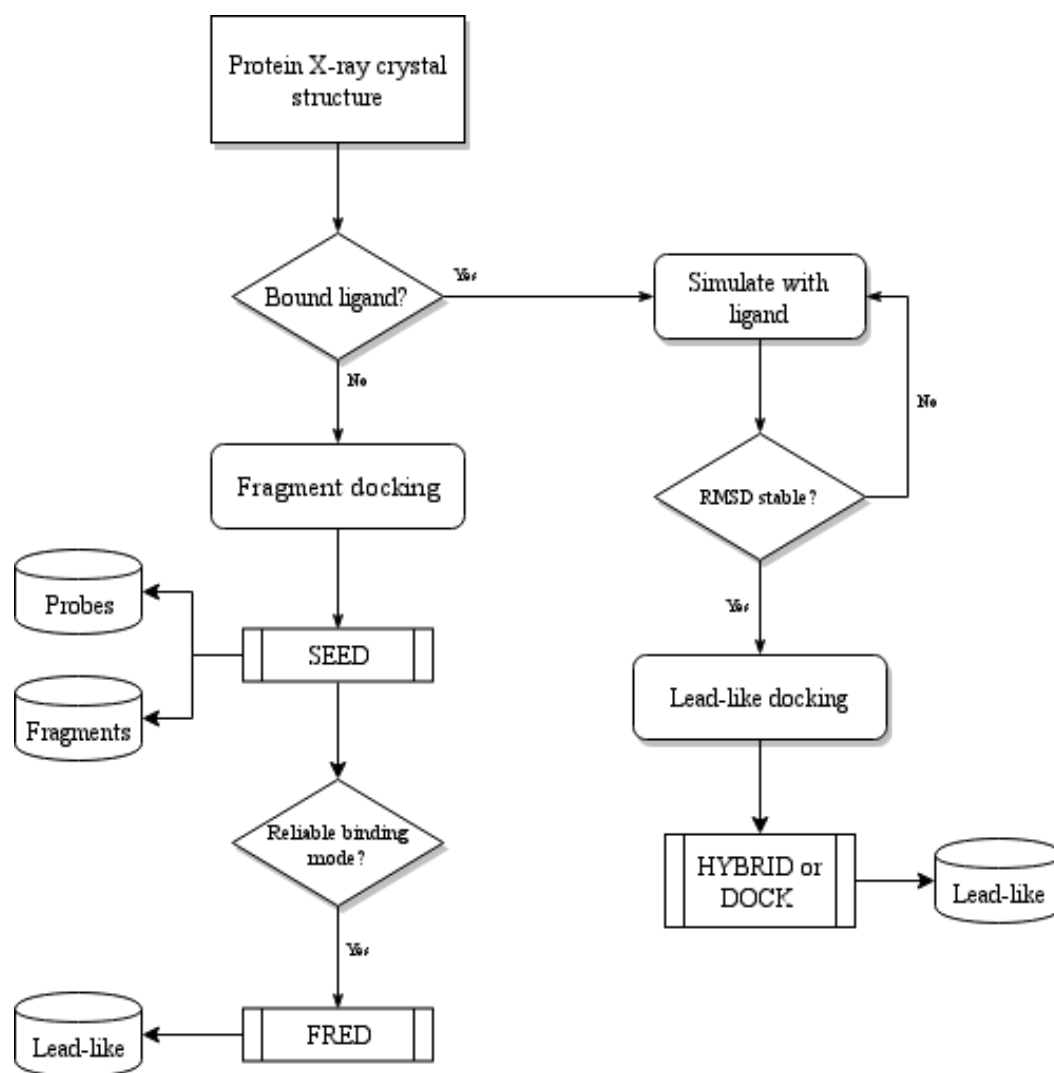 Protein X-ray crystal
structure
Bound ligand?
Yes
Simulate with
ligand
No
No
Fragment docking
RMSD stable?
Probes
Yes
SEED
Lead-like docking
Fragments
Reliable binding
mode?
HYBRID or
DOCK
Lead-like
Yes
FRED
Lead-like